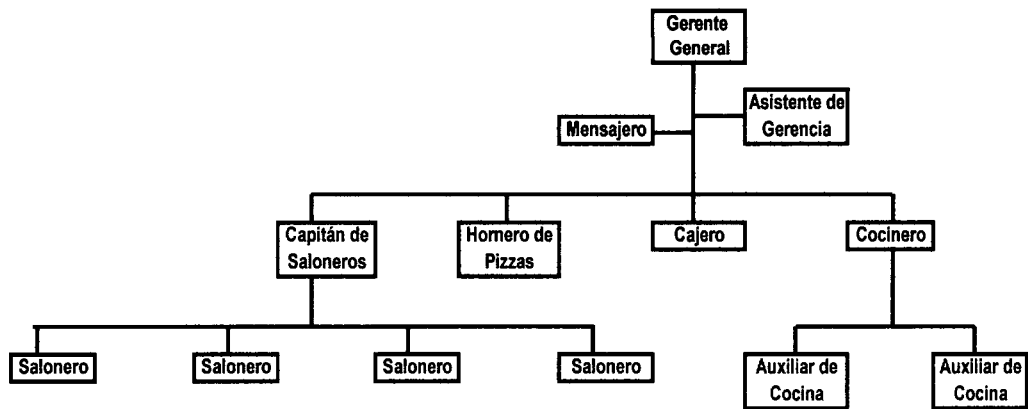 Gerente
General
Asistente de
Gerencia
Mensajero
Capitán de
Saloneros
Hornero de
Pizzas
Cajero
Cocinero
Salonero
Salonero
Salonero
Salonero
Auxiliar de
Cocina
Auxiliar de
Cocina